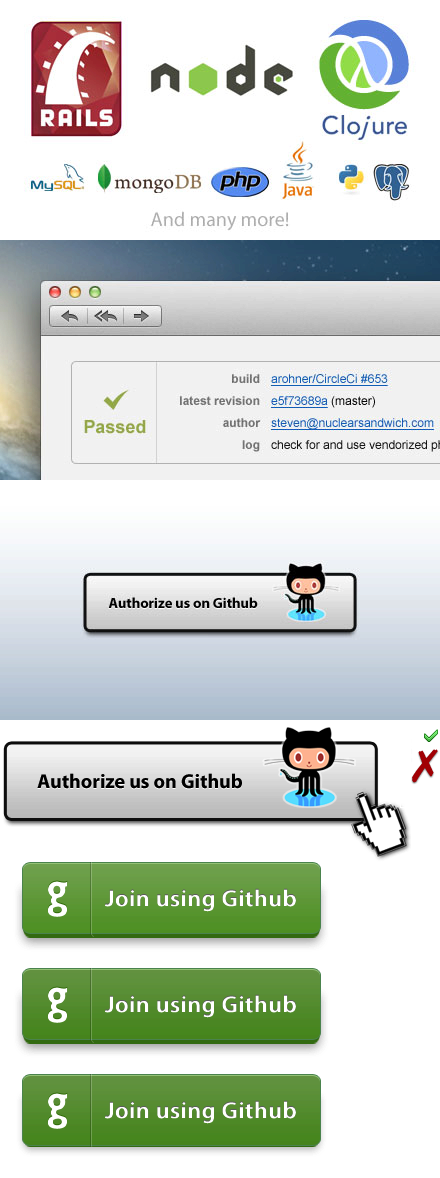 RAILS
node
Clojure
MySQL
mongoDB
php
Java
And many more!
build arohner/CircleCi #653
latest revision e5f73689a (master)
Passed
author steven@nuclearsandwich.com
log check for and use vendorized p
Authorize us on Github
Authorize us on Github
g Join using Github
g Join using Github
g Join using Github